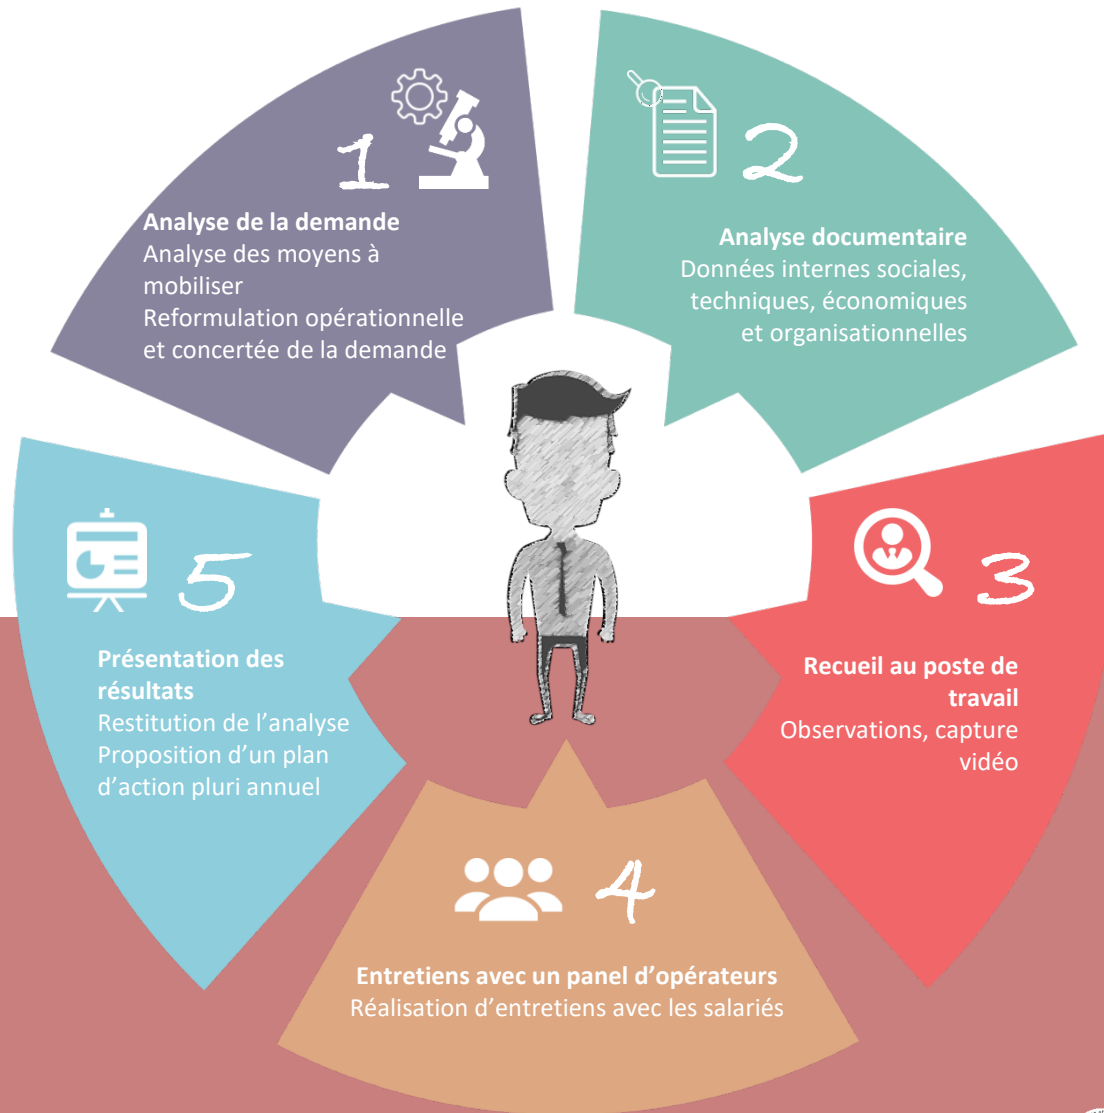 1
Analyse de la demande
Analyse des moyens à
mobiliser
Reformulation opérationnelle
et concertée de la demande
2
Analyse documentaire
Données internes sociales,
techniques, économiques
et organisationnelles
3
Recueil au poste de
travail
Observations, capture
vidéo
4
Entretiens avec un panel d’opérateurs
Réalisation d’entretiens avec les salariés
5
Présentation des
résultats
Restitution de l’analyse
Proposition d’un plan
d’action pluri annuel